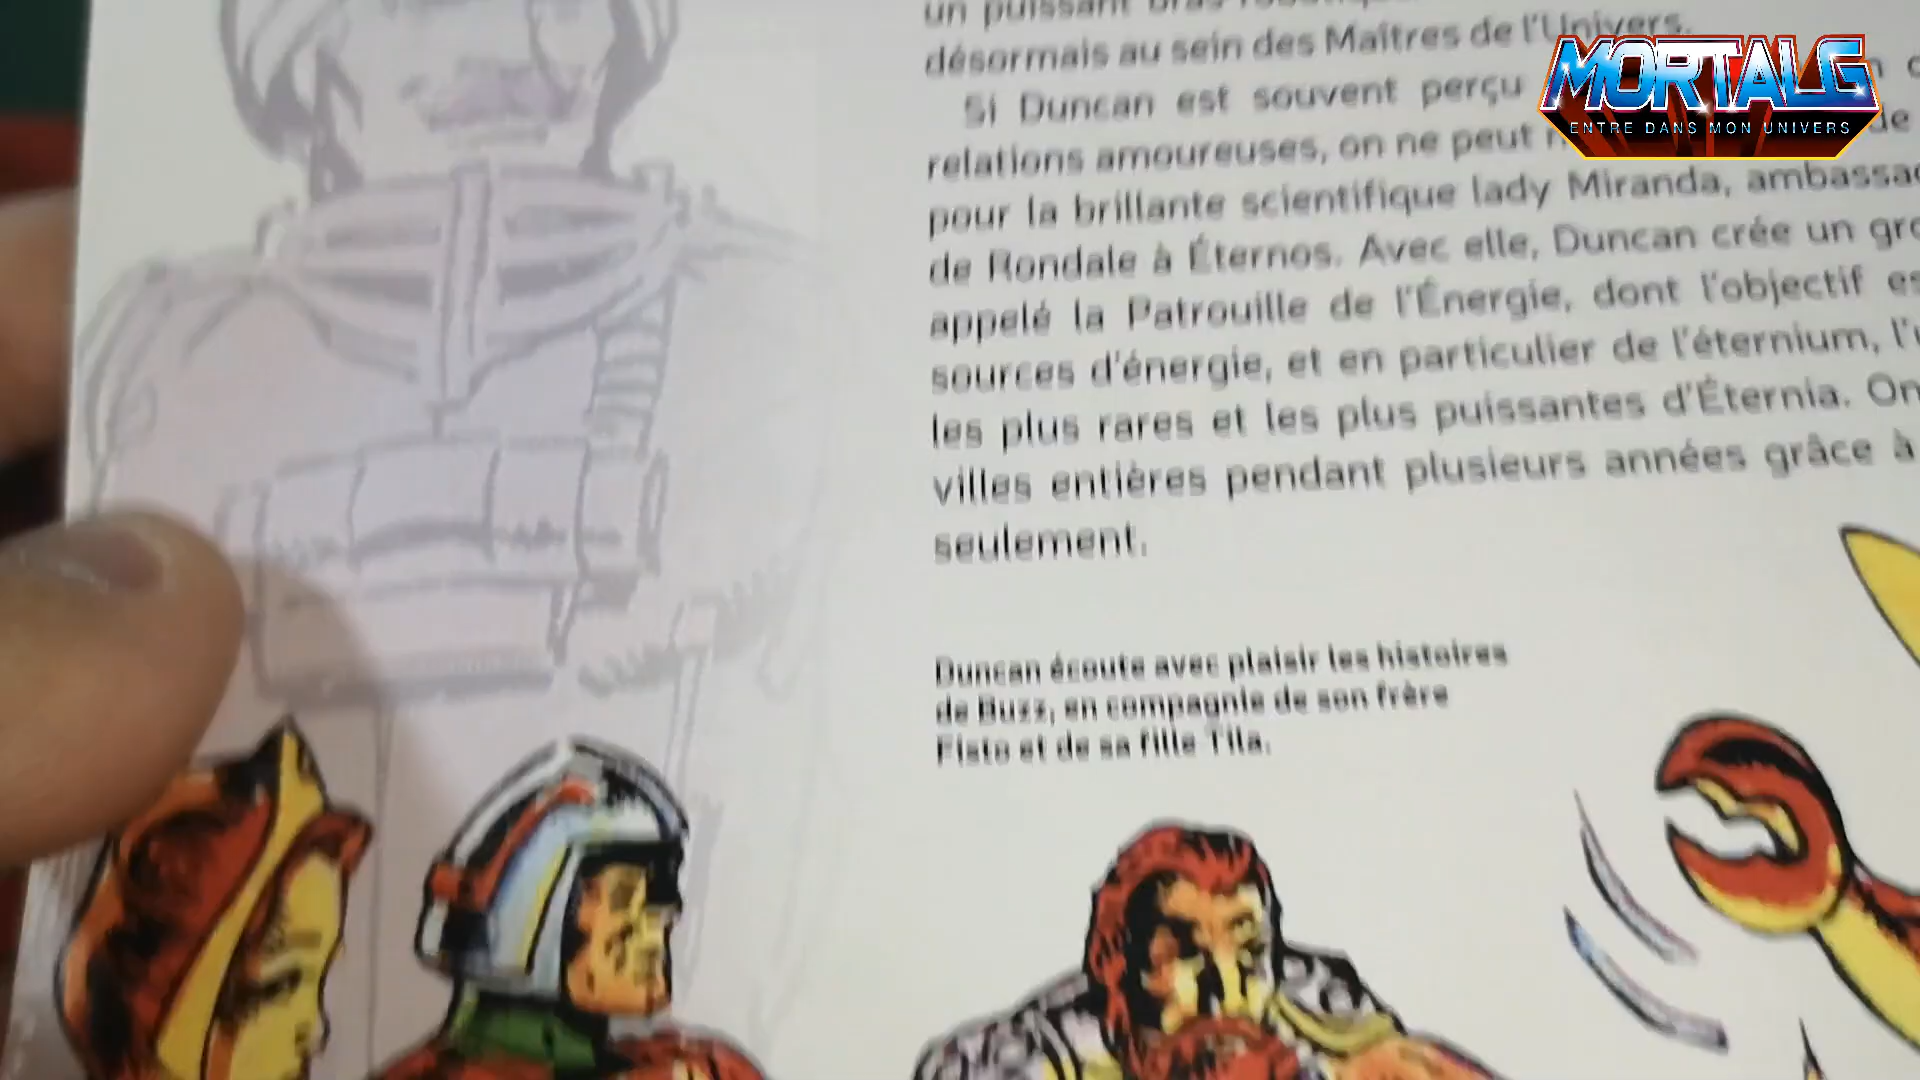 un puissant bras
désormais au sein des Maîtres de l'Univers.
Si Duncan est souvent perçu
relations amoureuses, on ne peut
de
pour la brillante scientifique lady Miranda,
de Rondale à Éternos. Avec elle, Duncan crée un
appelé la Patrouille de l'Énergie, dont l'objectif
sources d'énergie, et en particulier de l'éternium,
les plus rares et les plus puissantes d'Éternia. On
villes entières pendant plusieurs années grâce à
seulement.
Duncan écoute avec plaisir les histoires
de Buzz, en compagnie de son frère
Fisto et de sa fille Tila.
MORTALG
ENTRE DANS MON UNIVERS